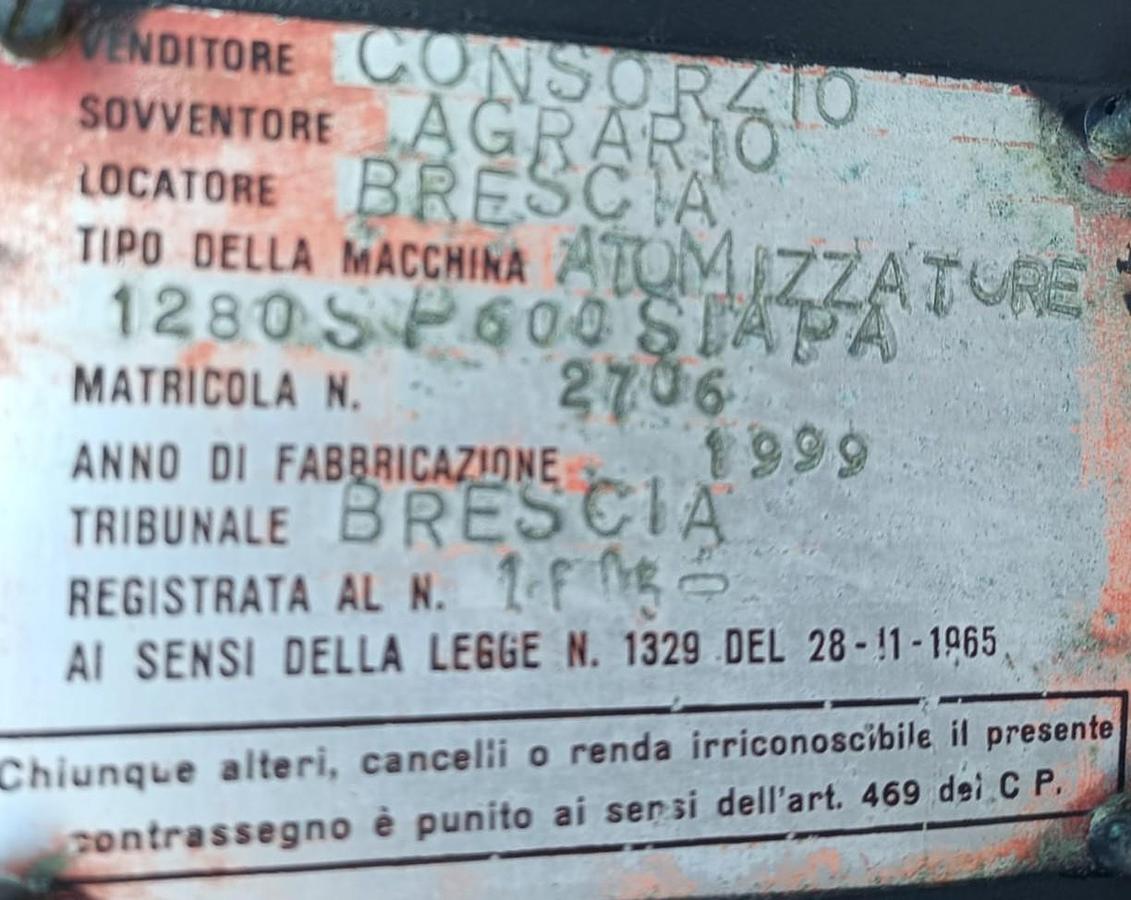 VENDITORE CONSORZIO
SOVVENTORE AGRARIO
LOCATORE BRESCIA
TIPO DELLA MACCHINA ATOMIZZATORE
1280 SP600 SIAPA
MATRICOLA N. 2706
ANNO DI FABBRICAZIONE 1999
TRIBUNALE BRESCIA
REGISTRATA AL N.
AI SENSI DELLA LEGGE N. 1329 DEL 28-11-1965
Chiunque alteri, cancelli o renda irriconoscibile il presente
contrassegno è punito ai sensi dell'art. 469 del C P.